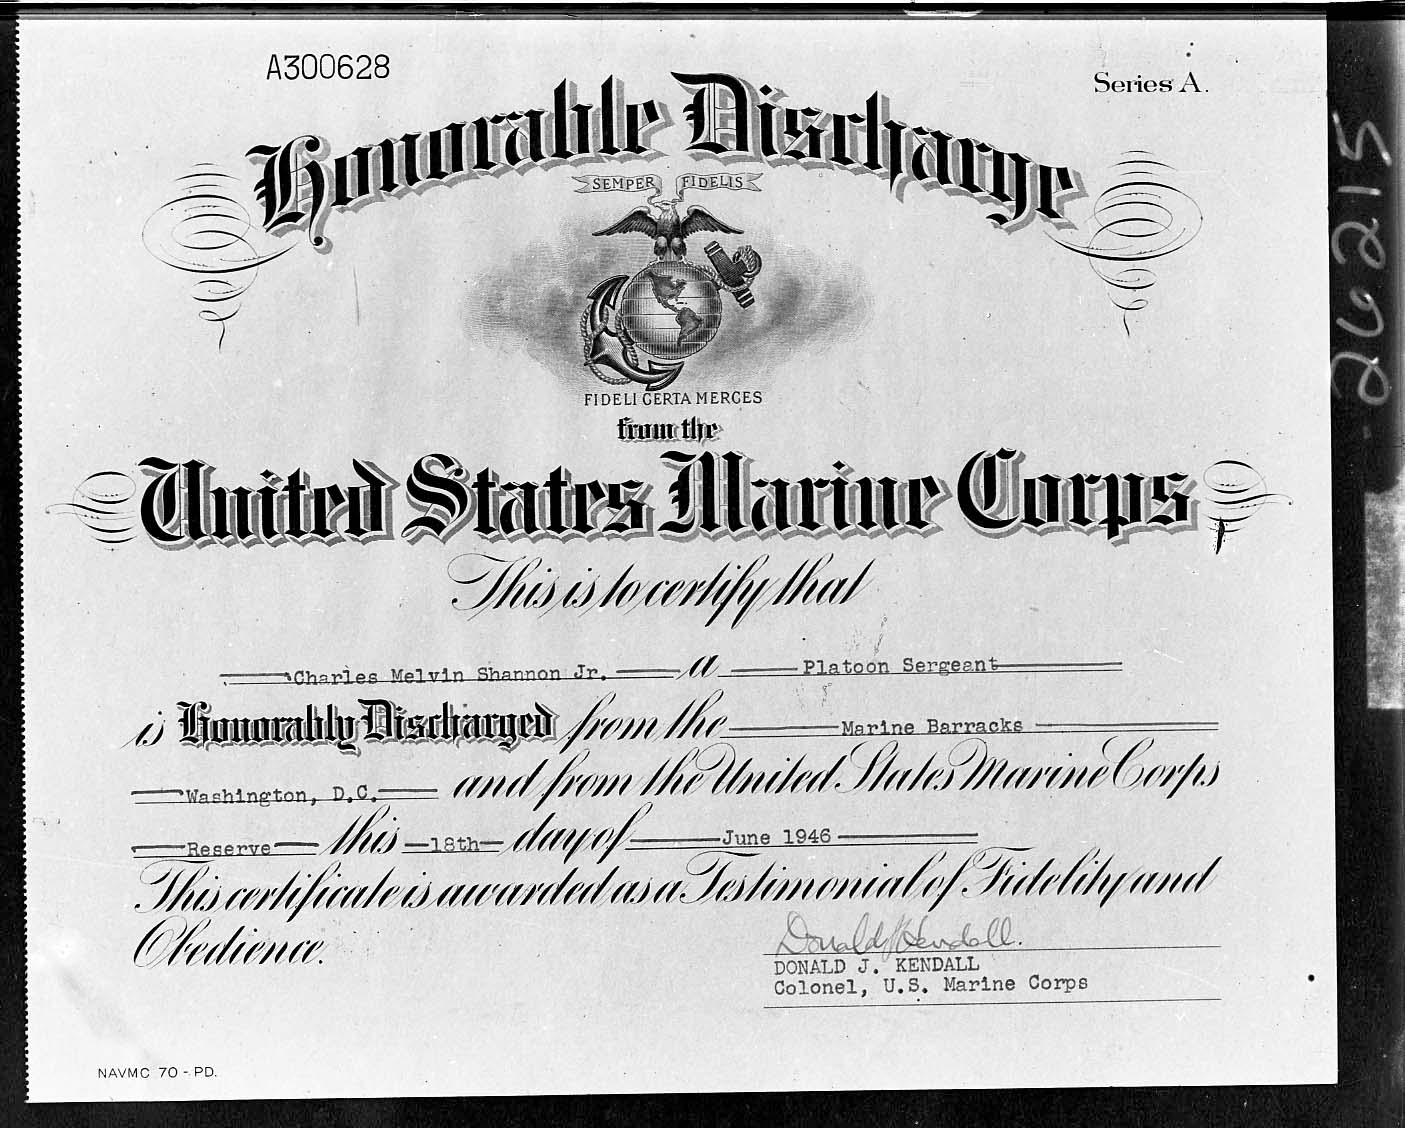 A300628
Series A.
Honorable Discharge
SEMPER FIDELIS
FIDELI CERTA MERCES
from the
United States Marine Corps
This is to certify that
Charles Melvin Shannon Jr. a Platoon Sergeant
is Honorably Discharged from the Marine Barracks
Washington, D.C. and from the United States Marine Corps
Reserve this 18th day of June 1946
This certificate is awarded as a Testimonial of Fidelity and
Obedience.
Donald J Kendall.
DONALD J. KENDALL
Colonel, U.S. Marine Corps
NAVMC 70 - PD.
26215